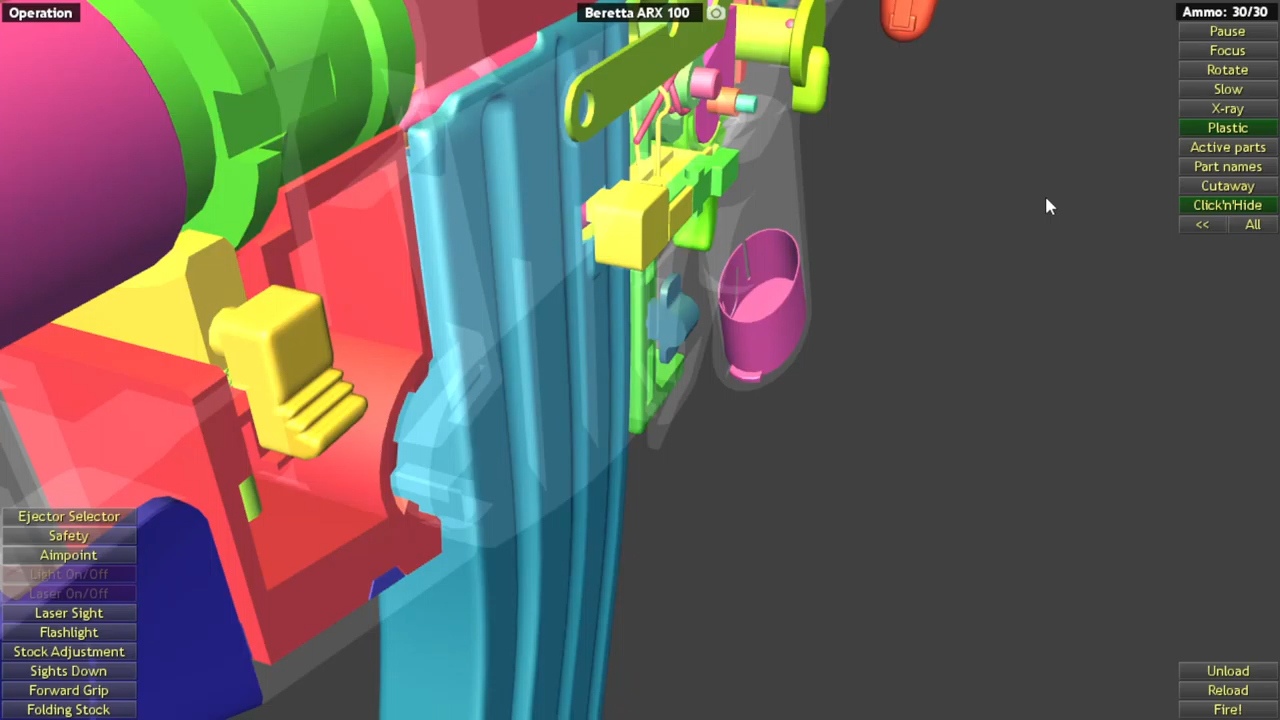 Operation
Beretta ARX 100
Ammo: 30/30
Pause
Focus
Rotate
Slow
X-ray
Plastic
Active parts
Part names
Cutaway
Click'n'Hide
<< All
Ejector Selector
Safety
Aimpoint
Light On/Off
Laser On/Off
Laser Sight
Flashlight
Stock Adjustment
Sights Down
Forward Grip
Folding Stock
Unload
Reload
Fire!